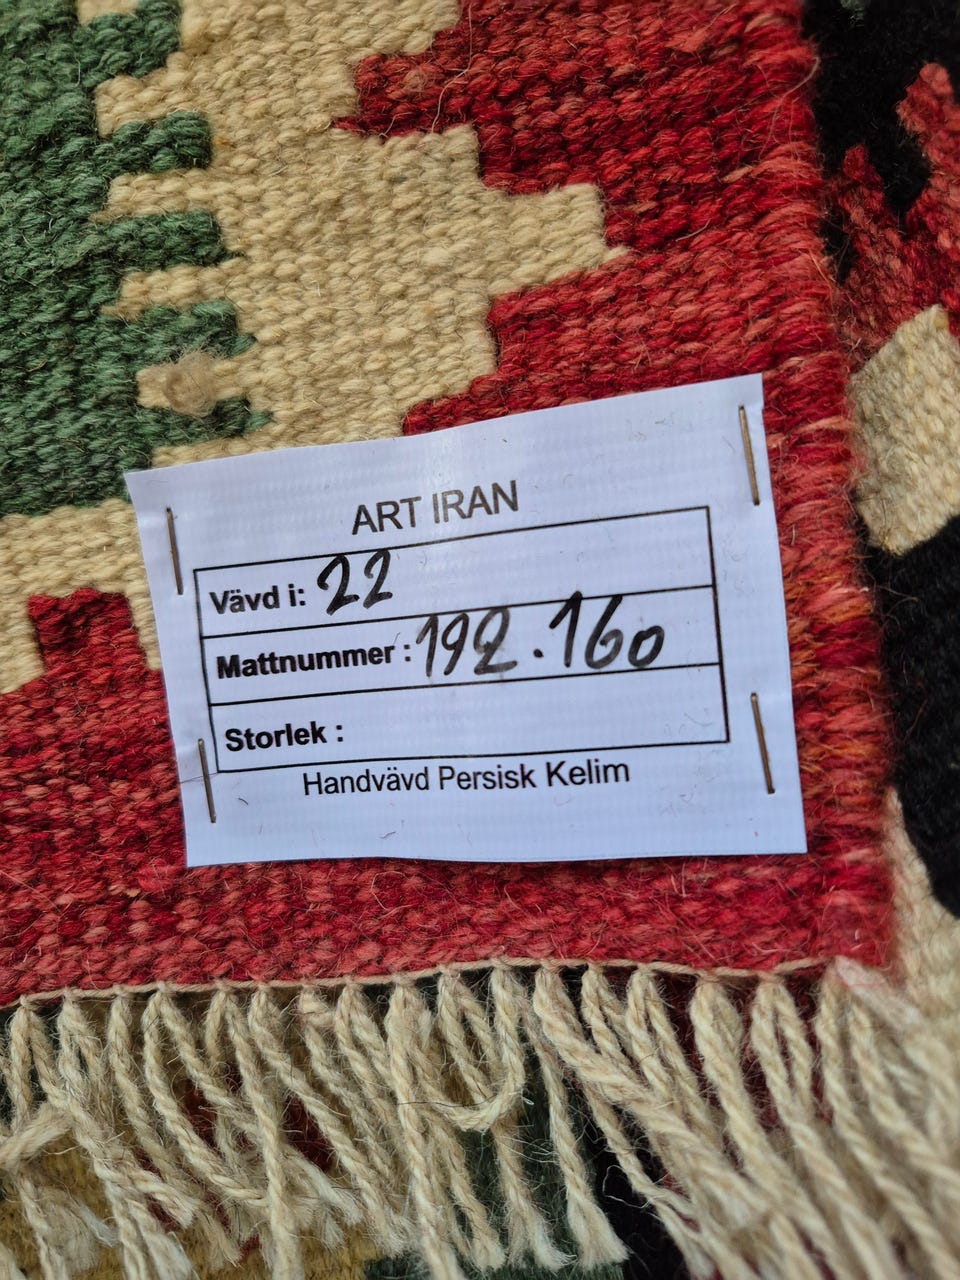 ART IRAN
Vävd i: 22
Mattnummer : 192.160
Storlek :
Handvävd Persisk Kelim